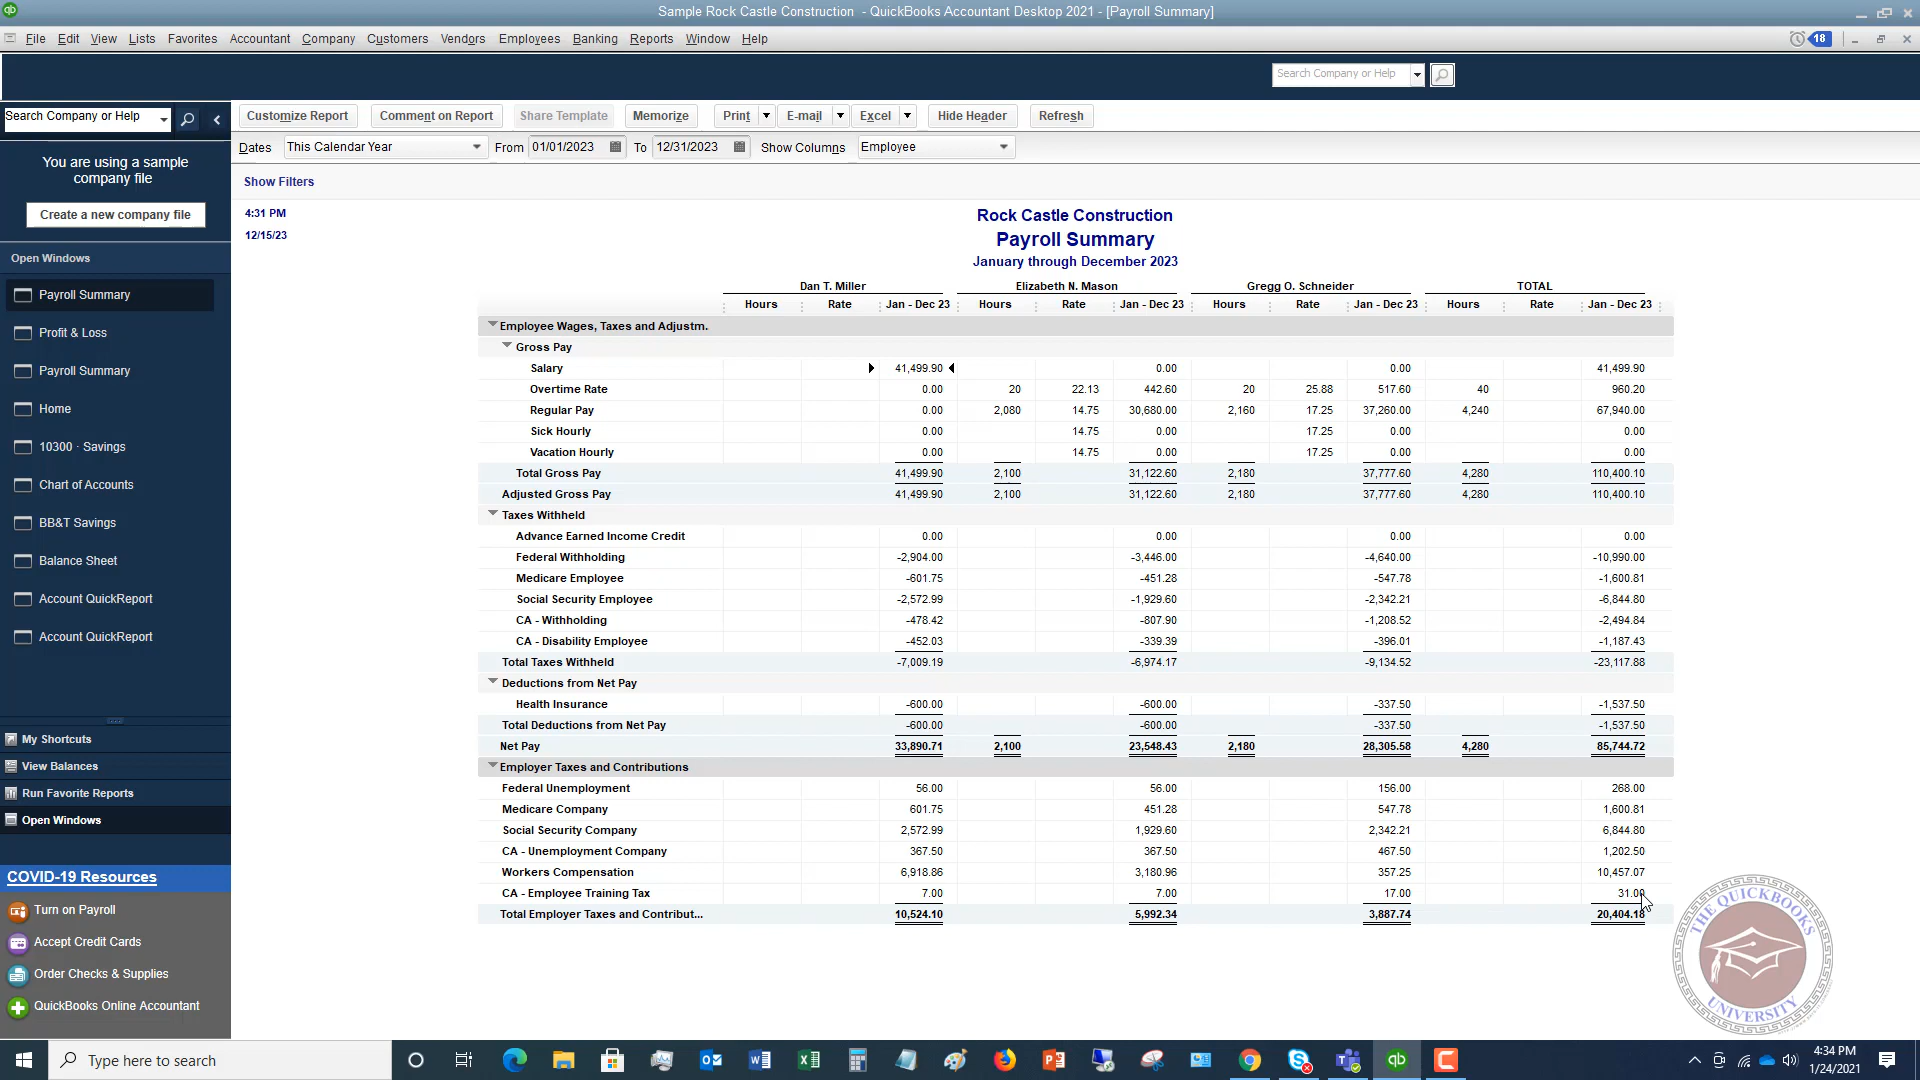 Sample Rock Castle Construction - QuickBooks Accountant Desktop 2021 - [Payroll Summary]
File Edit View Lists Favorites Accountant Company Customers Vendors Employees Banking Reports Window Help 18
Search Company or Help
Search Company or Help
Customize Report Comment on Report Share Template Memorize Print E-mail Excel Hide Header Refresh
Dates This Calendar Year From 01/01/2023 To 12/31/2023 Show Columns Employee
Show Filters
You are using a sample
company file
Create a new company file
Open Windows
Payroll Summary
Profit & Loss
Payroll Summary
Home
10300 · Savings
Chart of Accounts
BB&T Savings
Balance Sheet
Account QuickReport
Account QuickReport
My Shortcuts
View Balances
Run Favorite Reports
Open Windows
COVID-19 Resources
Turn on Payroll
Accept Credit Cards
Order Checks & Supplies
QuickBooks Online Accountant
4:31 PM
12/15/23
Rock Castle Construction
Payroll Summary
January through December 2023
Dan T. Miller Elizabeth N. Mason Gregg O. Schneider TOTAL
Hours Rate Jan - Dec 23 Hours Rate Jan - Dec 23 Hours Rate Jan - Dec 23 Hours Rate Jan - Dec 23
Employee Wages, Taxes and Adjustm.
Gross Pay
Salary 41,499.90 0.00 0.00 41,499.90
Overtime Rate 0.00 20 22.13 442.60 20 25.88 517.60 40 960.20
Regular Pay 0.00 2,080 14.75 30,680.00 2,160 17.25 37,260.00 4,240 67,940.00
Sick Hourly 0.00 14.75 0.00 17.25 0.00 0.00
Vacation Hourly 0.00 14.75 0.00 17.25 0.00 0.00
Total Gross Pay 41,499.90 2,100 31,122.60 2,180 37,777.60 4,280 110,400.10
Adjusted Gross Pay 41,499.90 2,100 31,122.60 2,180 37,777.60 4,280 110,400.10
Taxes Withheld
Advance Earned Income Credit 0.00 0.00 0.00 0.00
Federal Withholding -2,904.00 -3,446.00 -4,640.00 -10,990.00
Medicare Employee -601.75 -451.28 -547.78 -1,600.81
Social Security Employee -2,572.99 -1,929.60 -2,342.21 -6,844.80
CA - Withholding -478.42 -807.90 -1,208.52 -2,494.84
CA - Disability Employee -452.03 -339.39 -396.01 -1,187.43
Total Taxes Withheld -7,009.19 -6,974.17 -9,134.52 -23,117.88
Deductions from Net Pay
Health Insurance -600.00 -600.00 -337.50 -1,537.50
Total Deductions from Net Pay -600.00 -600.00 -337.50 -1,537.50
Net Pay 33,890.71 2,100 23,548.43 2,180 28,305.58 4,280 85,744.72
Employer Taxes and Contributions
Federal Unemployment 56.00 56.00 156.00 268.00
Medicare Company 601.75 451.28 547.78 1,600.81
Social Security Company 2,572.99 1,929.60 2,342.21 6,844.80
CA - Unemployment Company 367.50 367.50 467.50 1,202.50
Workers Compensation 6,918.86 3,180.96 357.25 10,457.07
CA - Employee Training Tax 7.00 7.00 17.00 31.00
Total Employer Taxes and Contribut... 10,524.10 5,992.34 3,887.74 20,404.18
THE QUICKBOOKS
UNIVERSITY
Type here to search
4:34 PM
1/24/2021